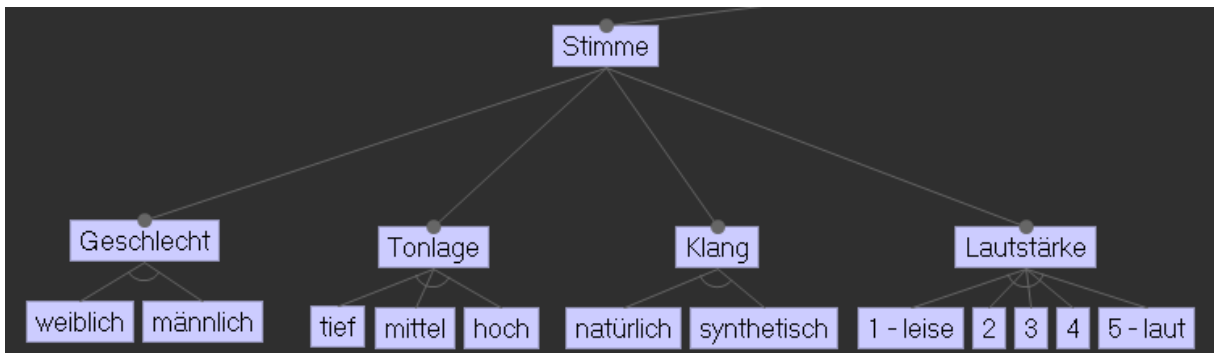 Stimme
Geschlecht Tonlage Klang Lautstärke
weiblich männlich tief mittel hoch natürlich synthetisch 1 - leise 2 3 4 5 - laut